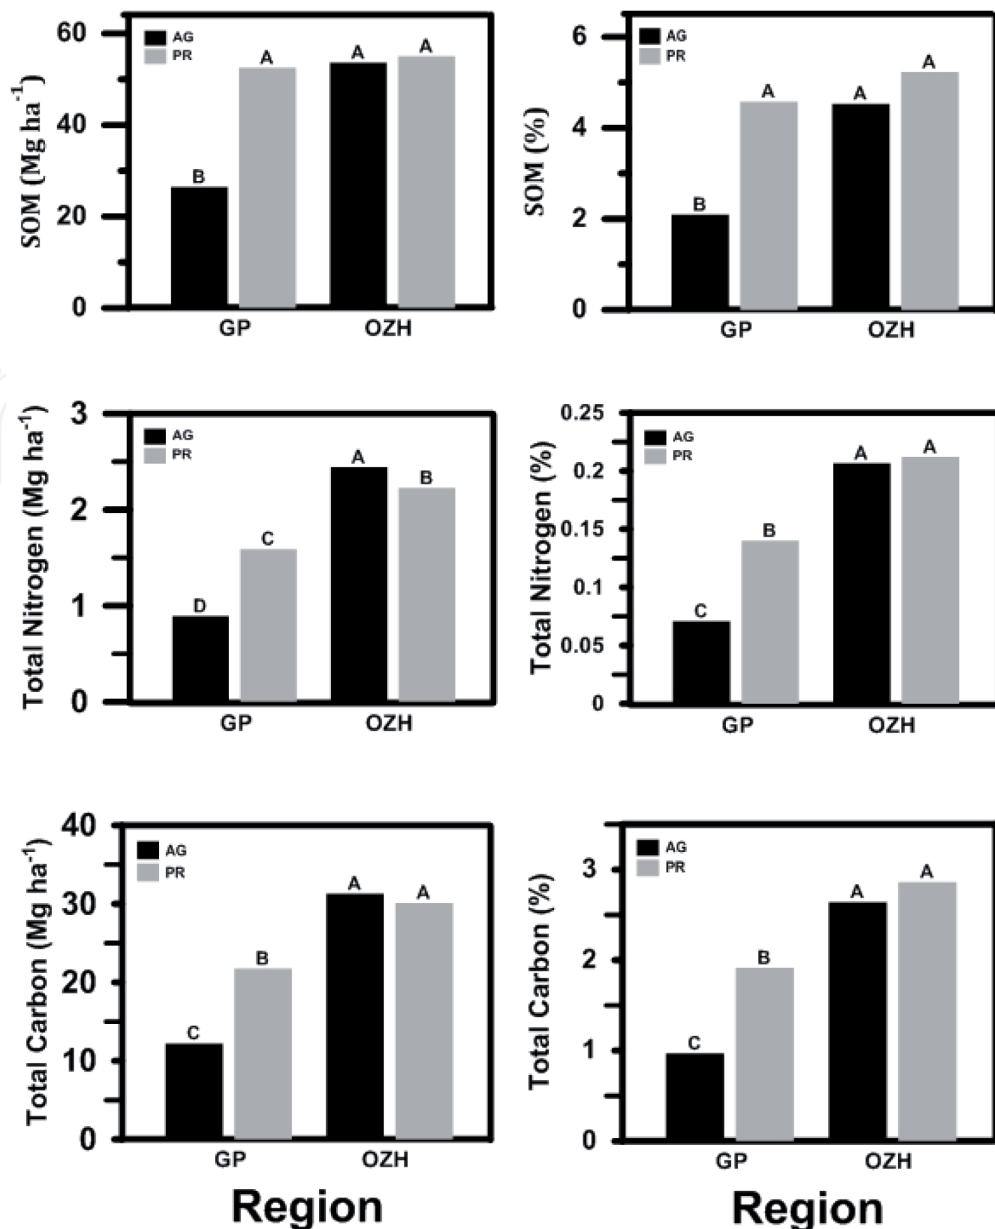 SOM (Mg ha⁻¹)
60
40
20
0
AG
PR
B
A
A
A
GP
OZH
SOM (%)
6
4
2
0
AG
PR
B
A
A
A
GP
OZH
Total Nitrogen (Mg ha⁻¹)
3
2
1
0
AG
PR
D
C
A
B
GP
OZH
Total Nitrogen (%)
0.25
0.2
0.15
0.1
0.05
0
AG
PR
C
B
A
A
GP
OZH
Total Carbon (Mg ha⁻¹)
40
30
20
10
0
AG
PR
C
B
A
A
GP
OZH
Region
Total Carbon (%)
3
2
1
0
AG
PR
C
B
A
A
GP
OZH
Region